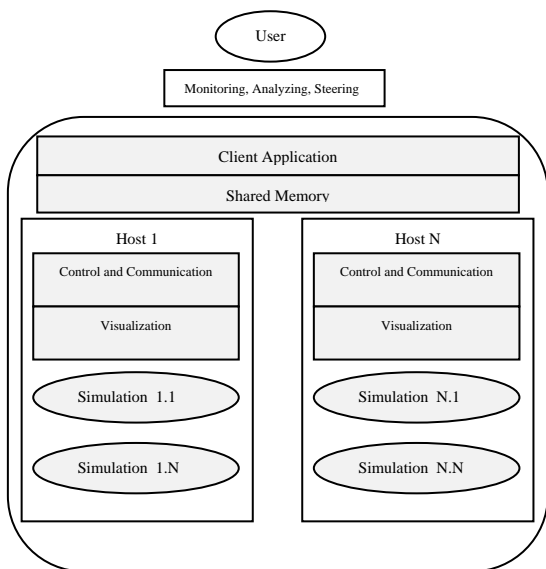 User
Monitoring, Analyzing, Steering
Client Application
Shared Memory
Host 1
Control and Communication
Visualization
Simulation 1.1
Simulation 1.N
Host N
Control and Communication
Visualization
Simulation N.1
Simulation N.N